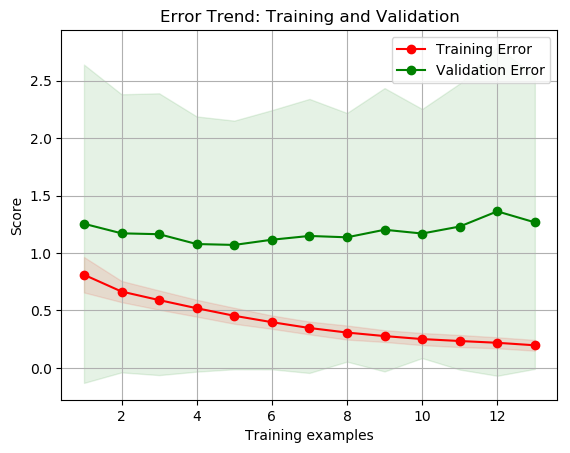 Error Trend: Training and Validation
Training Error
Validation Error
Score
2.5
2.0
1.5
1.0
0.5
0.0
2 4 6 8 10 12
Training examples